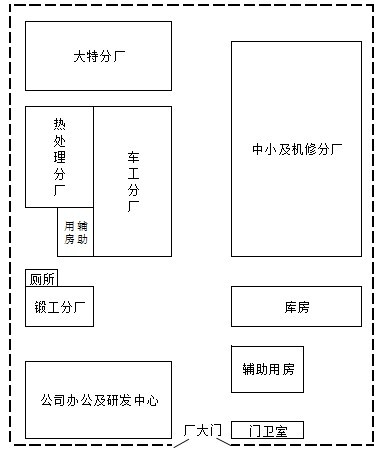 大特分厂
中小及机修分厂
热处理分厂
车工分厂
辅助用房
厕所
锻工分厂
库房
辅助用房
公司办公及研发中心
厂大门
门卫室